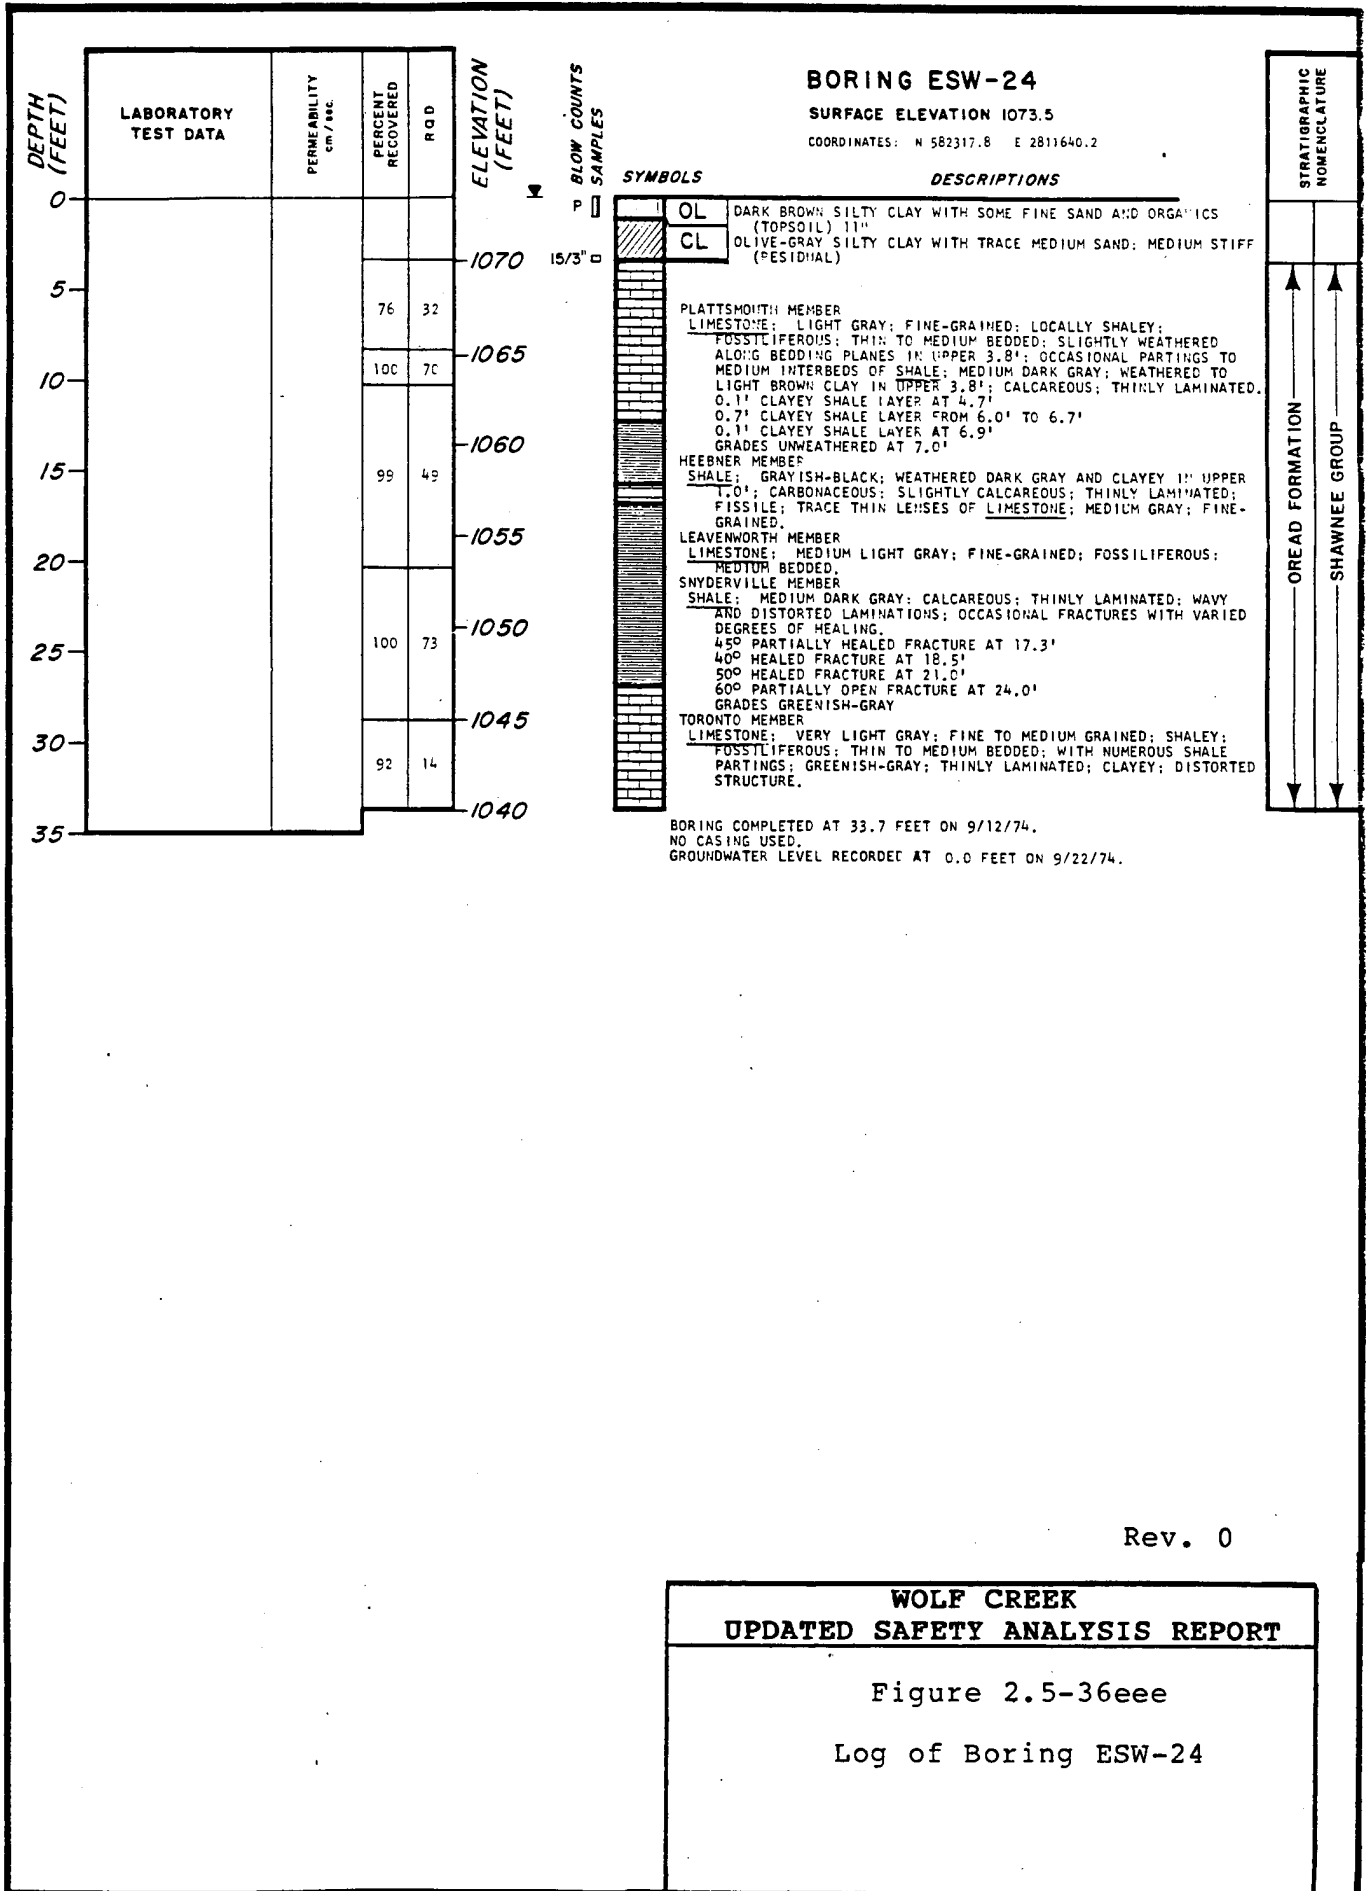 DEPTH (FEET)
LABORATORY TEST DATA
PERMEABILITY cm / sec.
PERCENT RECOVERED
RQD
ELEVATION (FEET)
BLOW COUNTS
SAMPLES
BORING ESW-24
SURFACE ELEVATION 1073.5
COORDINATES: N 582317.8 E 2811640.2
STRATIGRAPHIC NOMENCLATURE
SYMBOLS
DESCRIPTIONS
0
5
10
15
20
25
30
35
76 32
100 70
99 49
100 73
92 14
1070
1065
1060
1055
1050
1045
1040
P
15/3"
OL
DARK BROWN SILTY CLAY WITH SOME FINE SAND AND ORGANICS
(TOPSOIL) 11"
CL
OLIVE-GRAY SILTY CLAY WITH TRACE MEDIUM SAND; MEDIUM STIFF
(RESIDUAL)
PLATTSMOUTH MEMBER
LIMESTONE; LIGHT GRAY; FINE-GRAINED; LOCALLY SHALEY;
FOSSILIFEROUS; THIN TO MEDIUM BEDDED; SLIGHTLY WEATHERED
ALONG BEDDING PLANES IN UPPER 3.8'; OCCASIONAL PARTINGS TO
MEDIUM INTERBEDS OF SHALE; MEDIUM DARK GRAY; WEATHERED TO
LIGHT BROWN CLAY IN UPPER 3.8'; CALCAREOUS; THINLY LAMINATED.
0.1' CLAYEY SHALE LAYER AT 4.7'
0.7' CLAYEY SHALE LAYER FROM 6.0' TO 6.7'
0.1' CLAYEY SHALE LAYER AT 6.9'
GRADES UNWEATHERED AT 7.0'
HEEBNER MEMBER
SHALE; GRAYISH-BLACK; WEATHERED DARK GRAY AND CLAYEY IN UPPER
1.0'; CARBONACEOUS; SLIGHTLY CALCAREOUS; THINLY LAMINATED;
FISSILE; TRACE THIN LENSES OF LIMESTONE; MEDIUM GRAY; FINE-
GRAINED.
LEAVENWORTH MEMBER
LIMESTONE; MEDIUM LIGHT GRAY; FINE-GRAINED; FOSSILIFEROUS;
MEDIUM BEDDED.
SNYDERVILLE MEMBER
SHALE; MEDIUM DARK GRAY; CALCAREOUS; THINLY LAMINATED; WAVY
AND DISTORTED LAMINATIONS; OCCASIONAL FRACTURES WITH VARIED
DEGREES OF HEALING.
45° PARTIALLY HEALED FRACTURE AT 17.3'
40° HEALED FRACTURE AT 18.5'
50° HEALED FRACTURE AT 21.0'
60° PARTIALLY OPEN FRACTURE AT 24.0'
GRADES GREENISH-GRAY
TORONTO MEMBER
LIMESTONE; VERY LIGHT GRAY; FINE TO MEDIUM GRAINED; SHALEY;
FOSSILIFEROUS; THIN TO MEDIUM BEDDED; WITH NUMEROUS SHALE
PARTINGS; GREENISH-GRAY; THINLY LAMINATED; CLAYEY; DISTORTED
STRUCTURE.
OREAD FORMATION
SHAWNEE GROUP
BORING COMPLETED AT 33.7 FEET ON 9/12/74.
NO CASING USED.
GROUNDWATER LEVEL RECORDED AT 0.0 FEET ON 9/22/74.
Rev. 0
WOLF CREEK
UPDATED SAFETY ANALYSIS REPORT
Figure 2.5-36eee
Log of Boring ESW-24